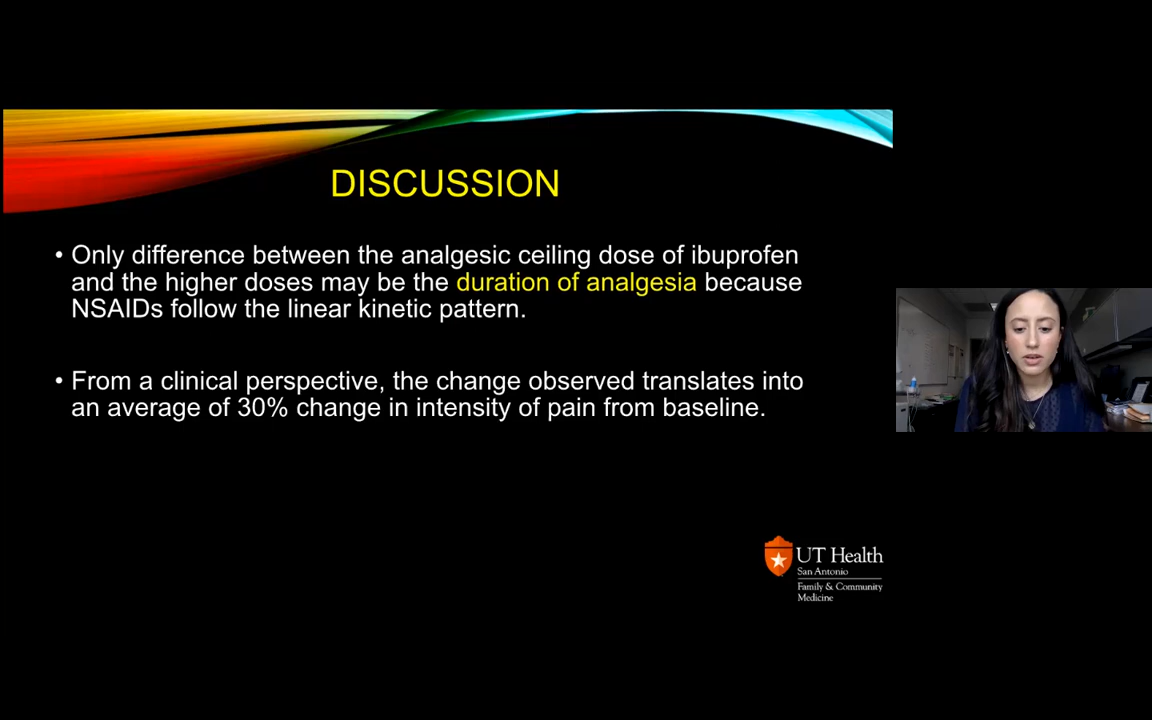 DISCUSSION
• Only difference between the analgesic ceiling dose of ibuprofen
and the higher doses may be the duration of analgesia because
NSAIDs follow the linear kinetic pattern.
• From a clinical perspective, the change observed translates into
an average of 30% change in intensity of pain from baseline.
UT Health
San Antonio
Family & Community
Medicine